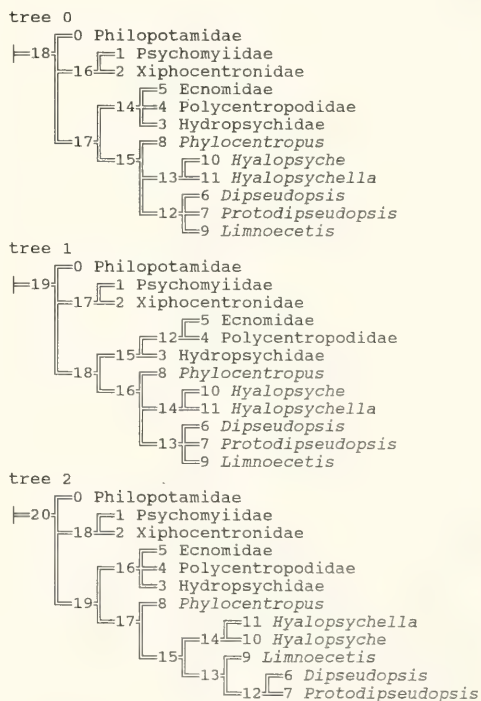 tree 0
0 Philopotamidae
18
1 Psychomyiidae
16
2 Xiphocentronidae
5 Ecnomidae
14 4 Polycentropodidae
3 Hydropsychidae
17
8 Phylocentropus
15
10 Hyalopsyche
13 11 Hyalopsychella
6 Dipseudopsis
12 7 Protodipseudopsis
9 Limnoecetis
tree 1
0 Philopotamidae
19
1 Psychomyiidae
17 2 Xiphocentronidae
5 Ecnomidae
12 4 Polycentropodidae
15 3 Hydropsychidae
18
8 Phylocentropus
16
10 Hyalopsyche
14 11 Hyalopsychella
6 Dipseudopsis
13 7 Protodipseudopsis
9 Limnoecetis
tree 2
0 Philopotamidae
20
1 Psychomyiidae
18 2 Xiphocentronidae
5 Ecnomidae
16 4 Polycentropodidae
3 Hydropsychidae
19
8 Phylocentropus
17
11 Hyalopsychella
14 10 Hyalopsyche
15
9 Limnoecetis
13
6 Dipseudopsis
12 7 Protodipseudopsis